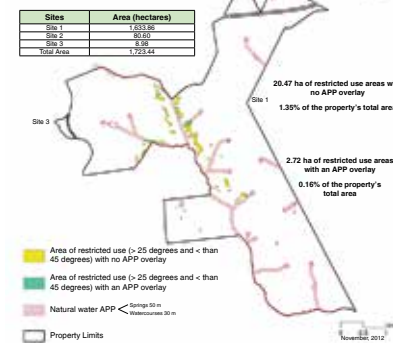 Sites Area (hectares)
Site 1 1,633.86
Site 2 80.60
Site 3 8.98
Total Area 1,723.44
20.47 ha of restricted use areas w
no APP overlay
Site 1
1.35% of the property's total area
Site 3
2.72 ha of restricted use areas
with an APP overlay
0.16% of the property's
total area
Area of restricted use (> 25 degrees and < than
45 degrees) with no APP overlay
Area of restricted use (> 25 degrees and < than
45 degrees) with APP overlay
Natural water APP < Springs 50 m
Watercourses 30 m
Property Limits
November, 2012